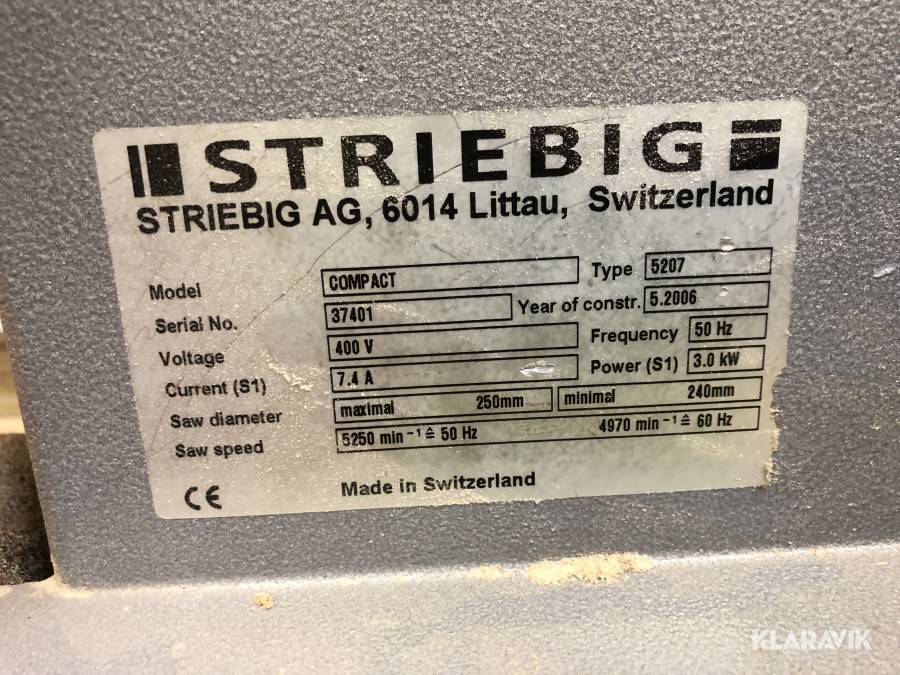 STRIEBIG
STRIEBIG AG, 6014 Littau, Switzerland
Model COMPACT Type 5207
Serial No. 37401 Year of constr. 5.2006
Voltage 400 V Frequency 50 Hz
Current (S1) 7.4 A Power (S1) 3.0 kW
Saw diameter maximal 250mm minimal 240mm
Saw speed 5250 min⁻¹ ≙ 50 Hz 4970 min⁻¹ ≙ 60 Hz
CE Made in Switzerland
KLARAVIK